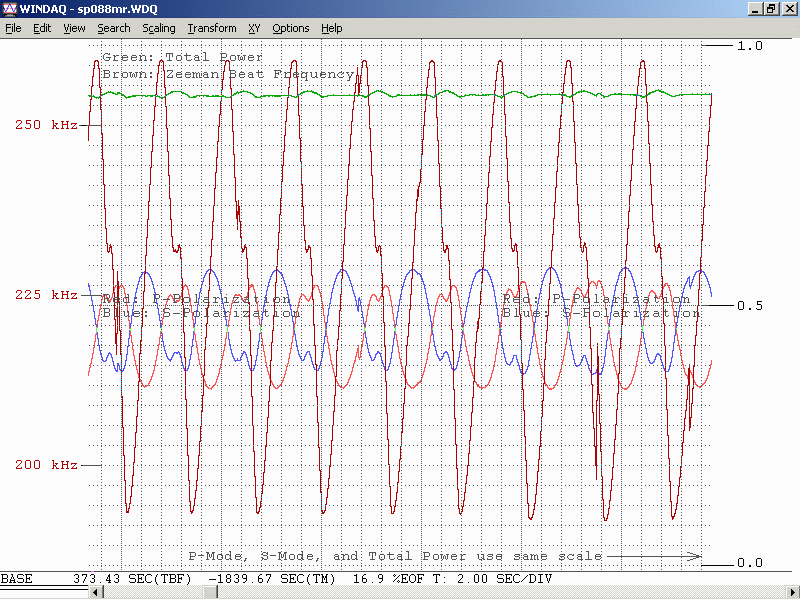 WINDAQ - sp088mr.WDQ
File Edit View Search Scaling Transform XY Options Help
1.0
Green: Total Power
Brown: Zeeman Beat Frequency
250 kHz
225 kHz
Red: P-Polarization
Blue: S-Polarization
Red: P-Polarization
Blue: S-Polarization
0.5
200 kHz
P-Mode, S-Mode, and Total Power use same scale
0.0
BASE 373.43 SEC(TBF) -1839.67 SEC(TM) 16.9 %EOF T: 2.00 SEC/DIV